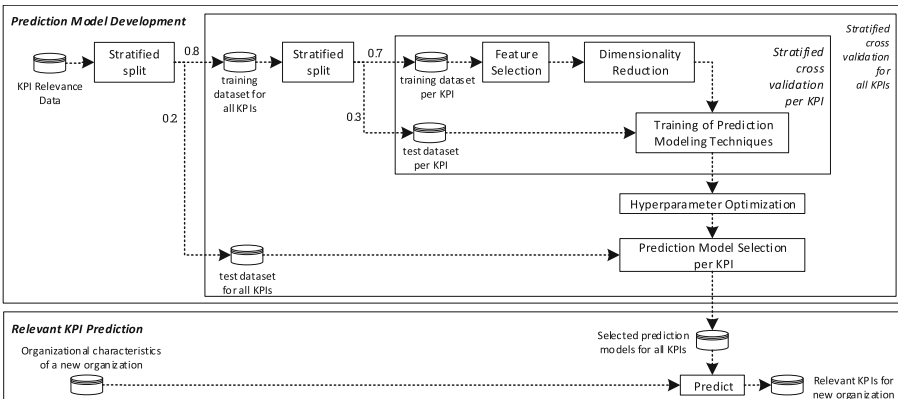 Prediction Model Development
KPI Relevance
Data
Stratified
split
0.8
0.2
training
dataset for
all KPIs
Stratified
split
0.7
0.3
training dataset
per KPI
Feature
Selection
Dimensionality
Reduction
Stratified
cross
validation
per KPI
Stratified
cross
validation
for
all KPIs
test dataset
per KPI
Training of Prediction
Modeling Techniques
Hyperparameter Optimization
test dataset
for all KPIs
Prediction Model Selection
per KPI
Relevant KPI Prediction
Organizational characteristics
of a new organization
Selected prediction
models for all KPIs
Predict
Relevant KPIs for
new organization